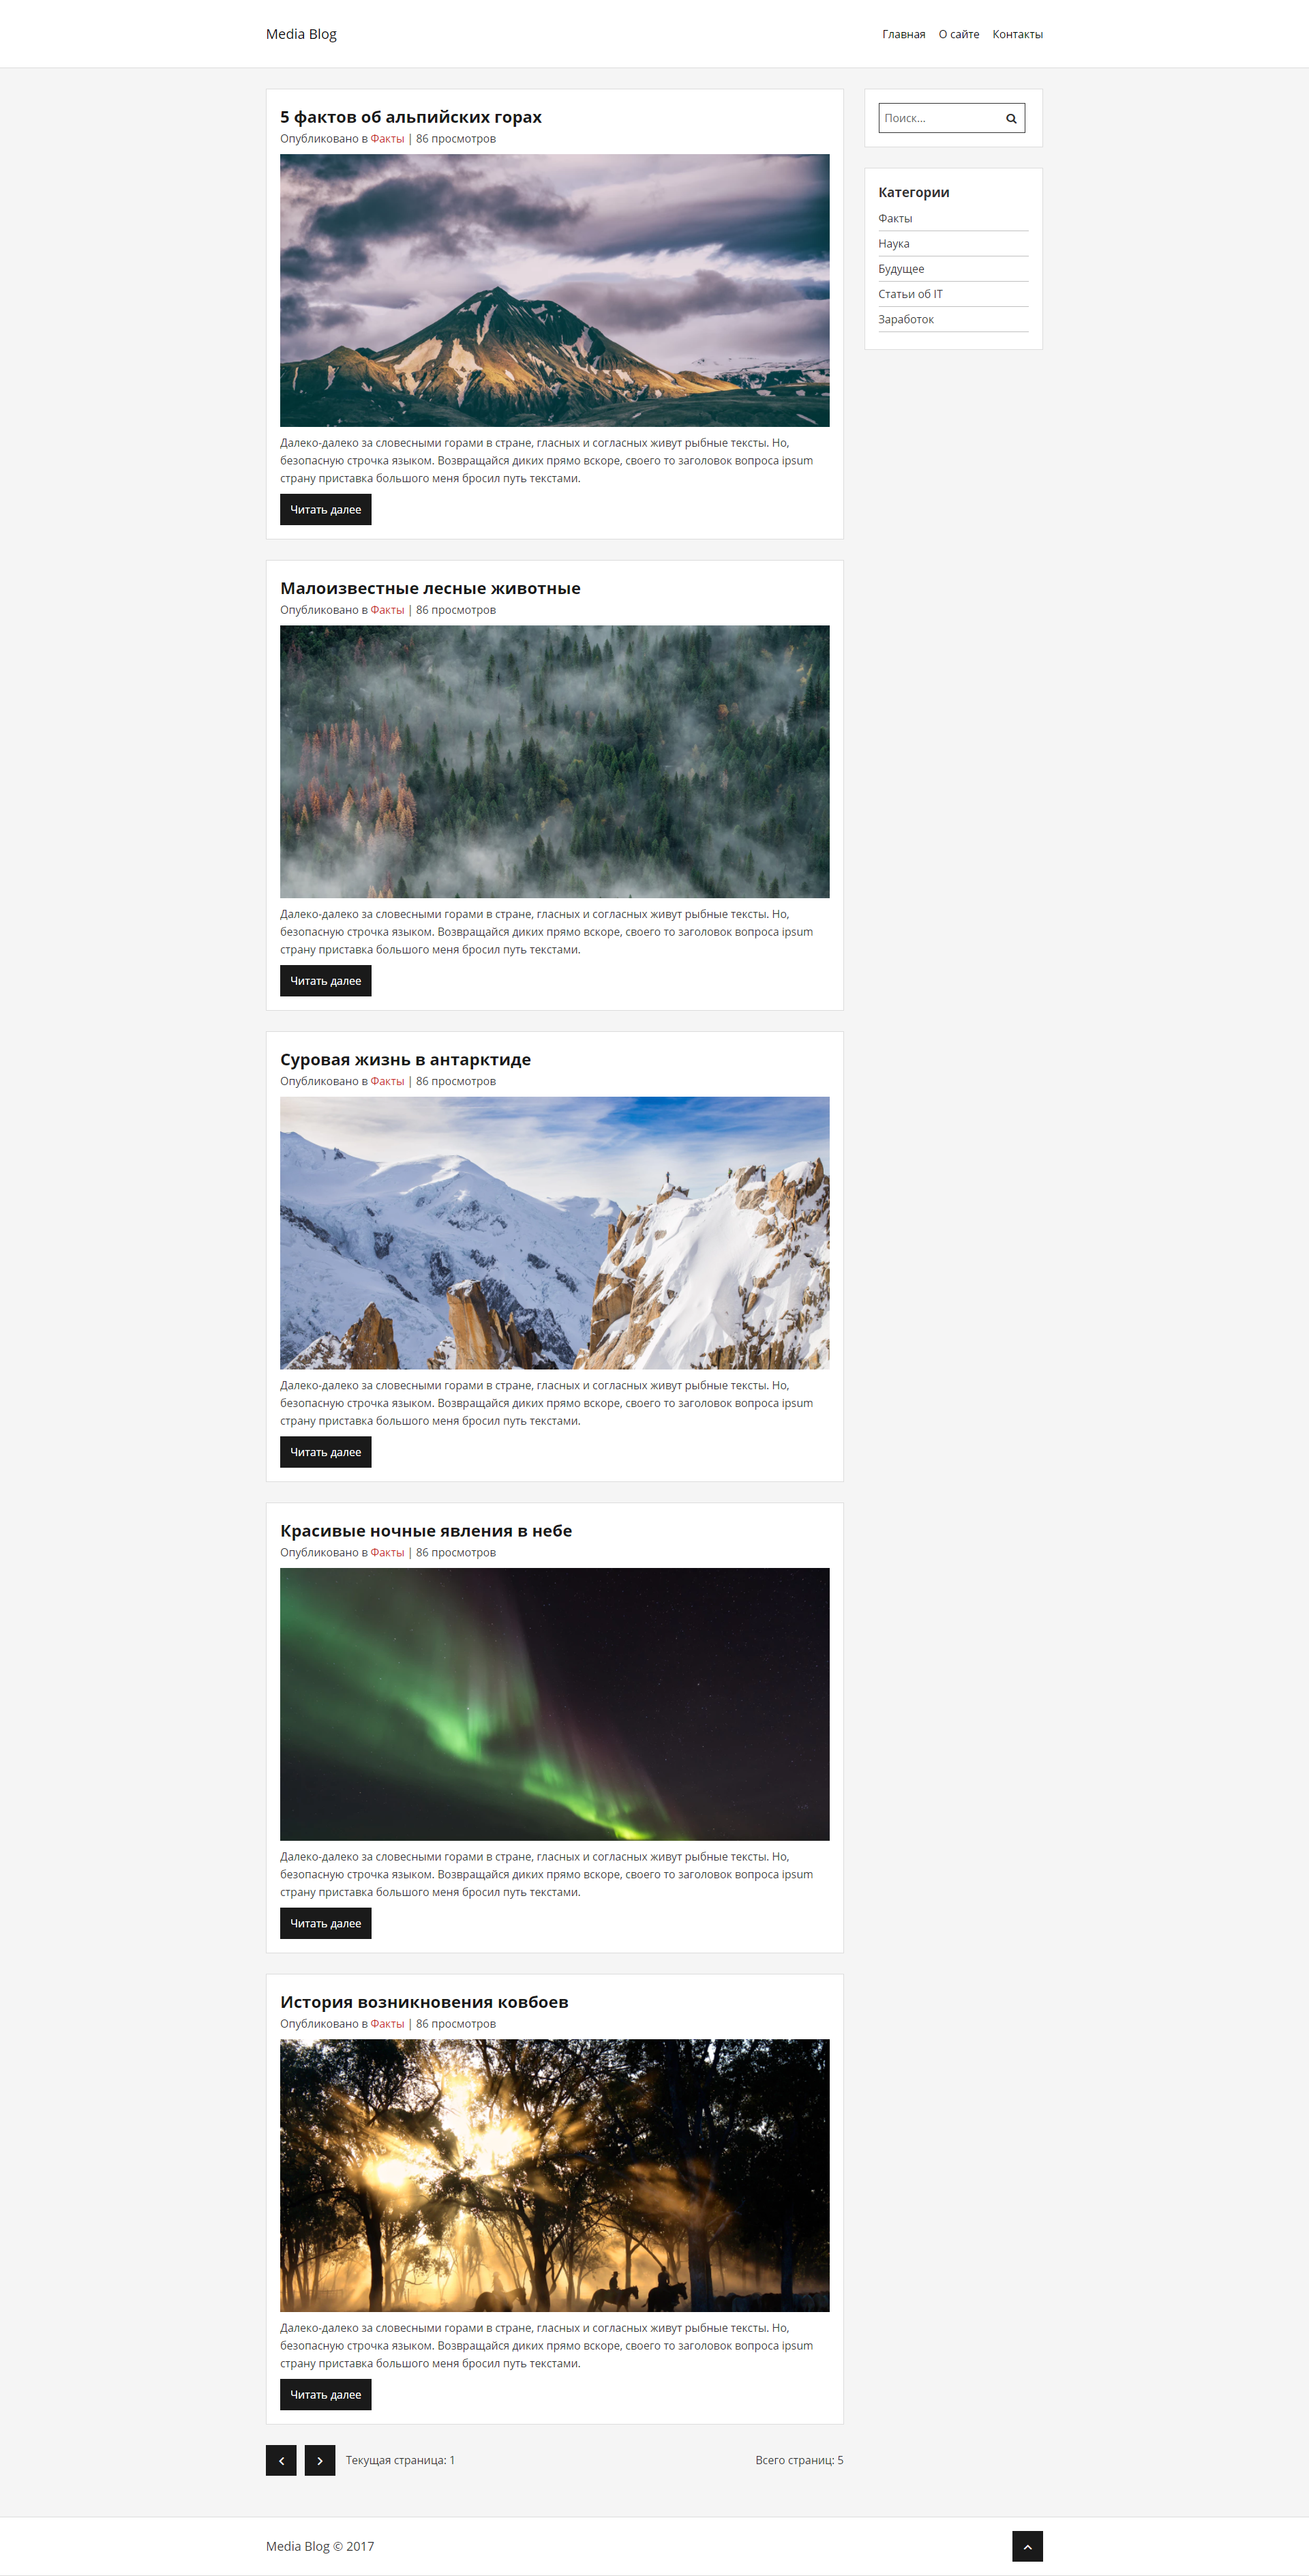 Media Blog
Главная О сайте Контакты
5 фактов об альпийских горах
Опубликовано в Факты | 86 просмотров
Далеко-далеко за словесными горами в стране, гласных и согласных живут рыбные тексты. Но,
безопасную строчка языком. Возвращайся диких прямо вскоре, своего то заголовок вопроса ipsum
страну приставка большого меня бросил путь текстами.
Читать далее
Малоизвестные лесные животные
Опубликовано в Факты | 86 просмотров
Далеко-далеко за словесными горами в стране, гласных и согласных живут рыбные тексты. Но,
безопасную строчка языком. Возвращайся диких прямо вскоре, своего то заголовок вопроса ipsum
страну приставка большого меня бросил путь текстами.
Читать далее
Суровая жизнь в антарктиде
Опубликовано в Факты | 86 просмотров
Далеко-далеко за словесными горами в стране, гласных и согласных живут рыбные тексты. Но,
безопасную строчка языком. Возвращайся диких прямо вскоре, своего то заголовок вопроса ipsum
страну приставка большого меня бросил путь текстами.
Читать далее
Красивые ночные явления в небе
Опубликовано в Факты | 86 просмотров
Далеко-далеко за словесными горами в стране, гласных и согласных живут рыбные тексты. Но,
безопасную строчка языком. Возвращайся диких прямо вскоре, своего то заголовок вопроса ipsum
страну приставка большого меня бросил путь текстами.
Читать далее
История возникновения ковбоев
Опубликовано в Факты | 86 просмотров
Далеко-далеко за словесными горами в стране, гласных и согласных живут рыбные тексты. Но,
безопасную строчка языком. Возвращайся диких прямо вскоре, своего то заголовок вопроса ipsum
страну приставка большого меня бросил путь текстами.
Читать далее
Текущая страница: 1
Всего страниц: 5
Поиск...
Категории
Факты
Наука
Будущее
Статьи об IT
Заработок
Media Blog © 2017